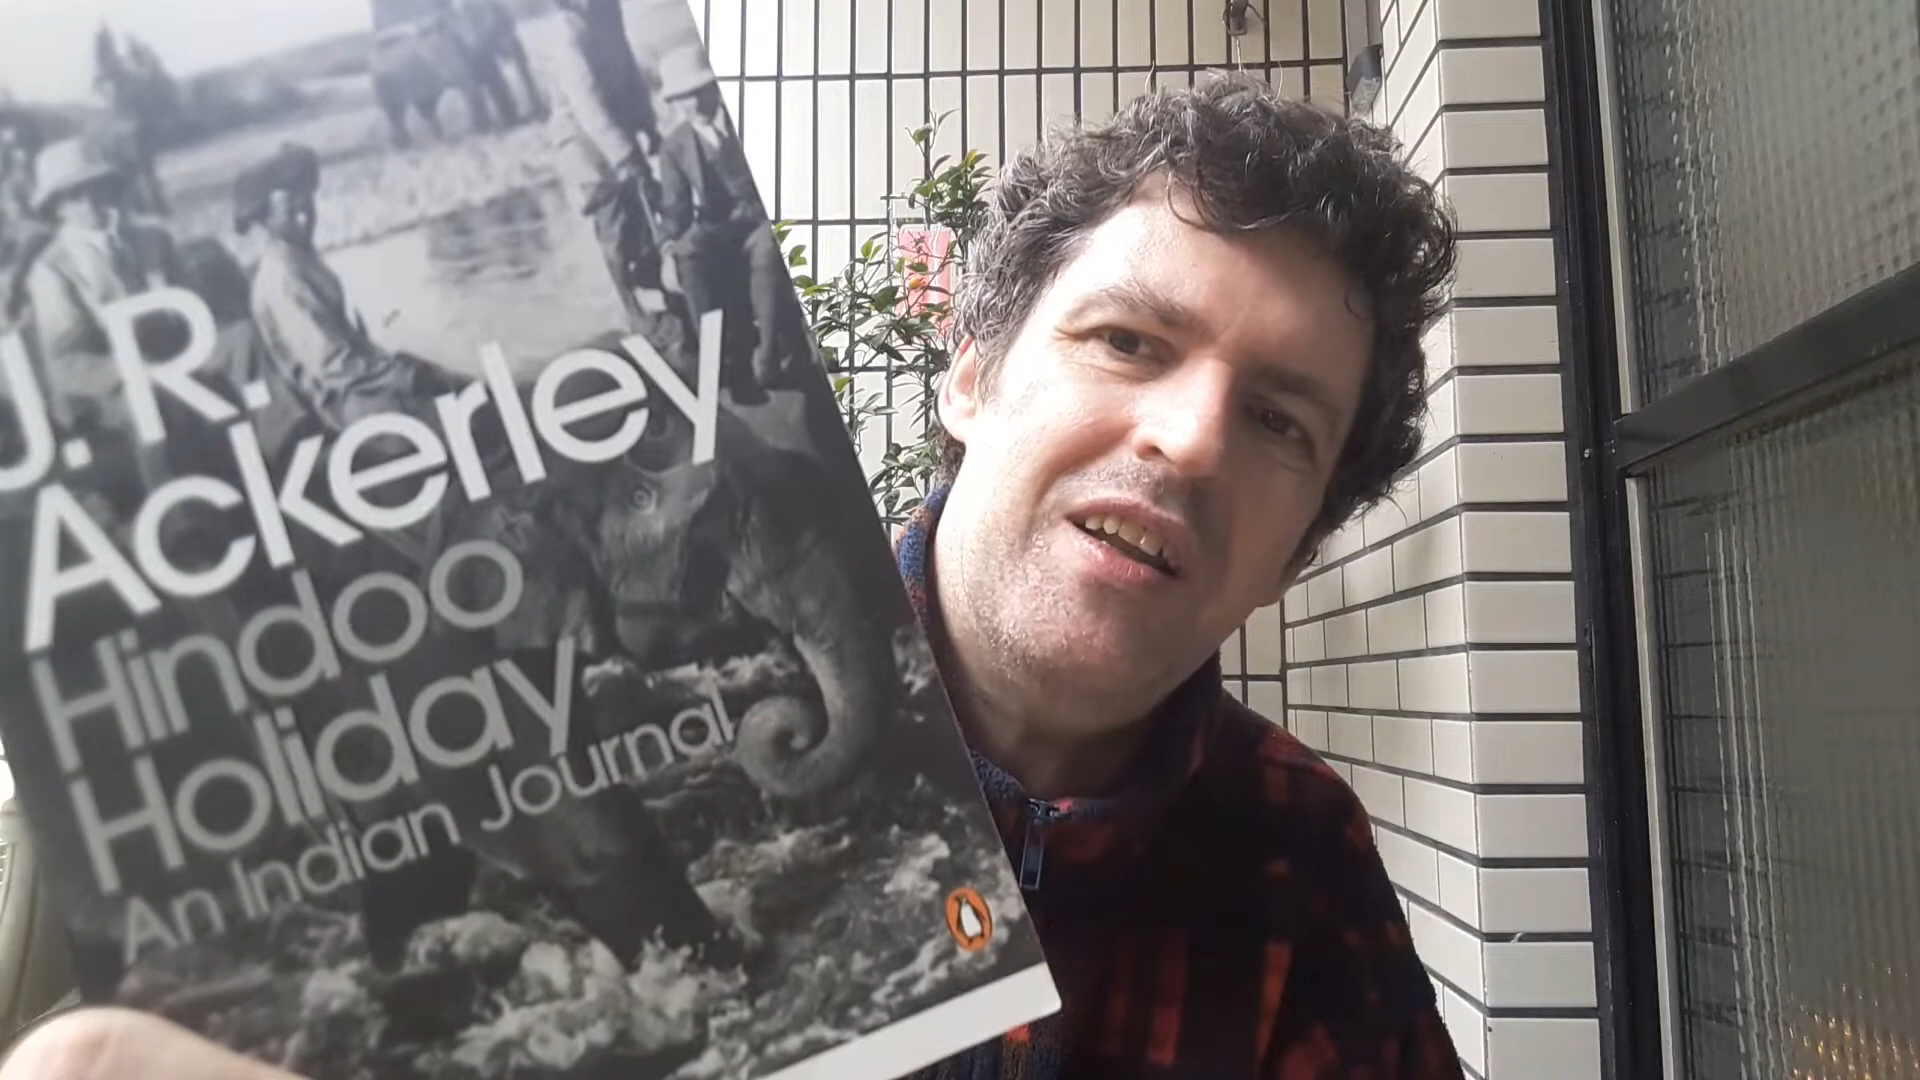 J. R.
Ackerley
Hindoo
Holiday
An Indian Journal